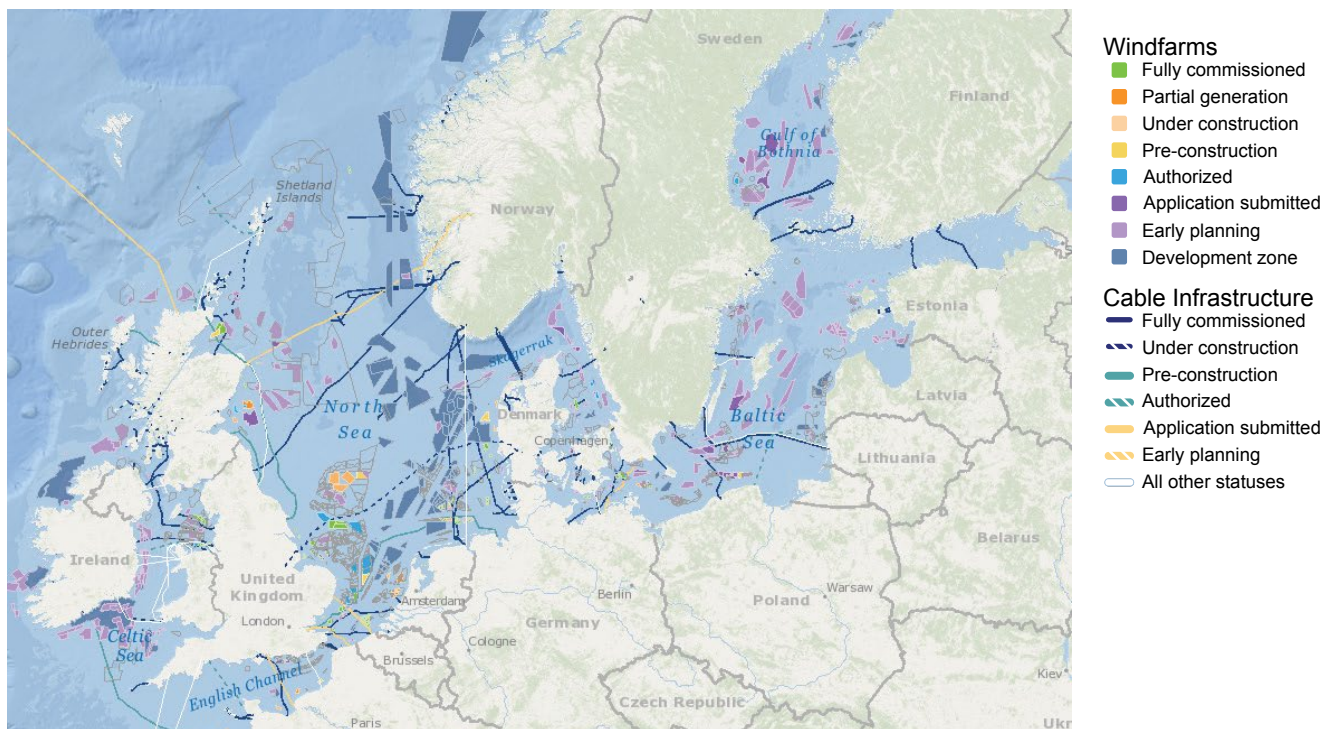 Sweden
Finland
Gulf of
Bothnia
Shetland
Islands
Norway
Estonia
Outer
Hebrides
Skagerrak
Latvia
North
Sea
Denmark
Copenhagen
Baltic
Sea
Lithuania
Ireland
United
Kingdom
Amsterdam
Berlin
Warsaw
Belarus
London
Poland
Germany
Celtic
Sea
Cologne
Brussels
English Channel
Kiev
Czech Republic
Paris
Ukr
Windfarms
Fully commissioned
Partial generation
Under construction
Pre-construction
Authorized
Application submitted
Early planning
Development zone
Cable Infrastructure
Fully commissioned
Under construction
Pre-construction
Authorized
Application submitted
Early planning
All other statuses